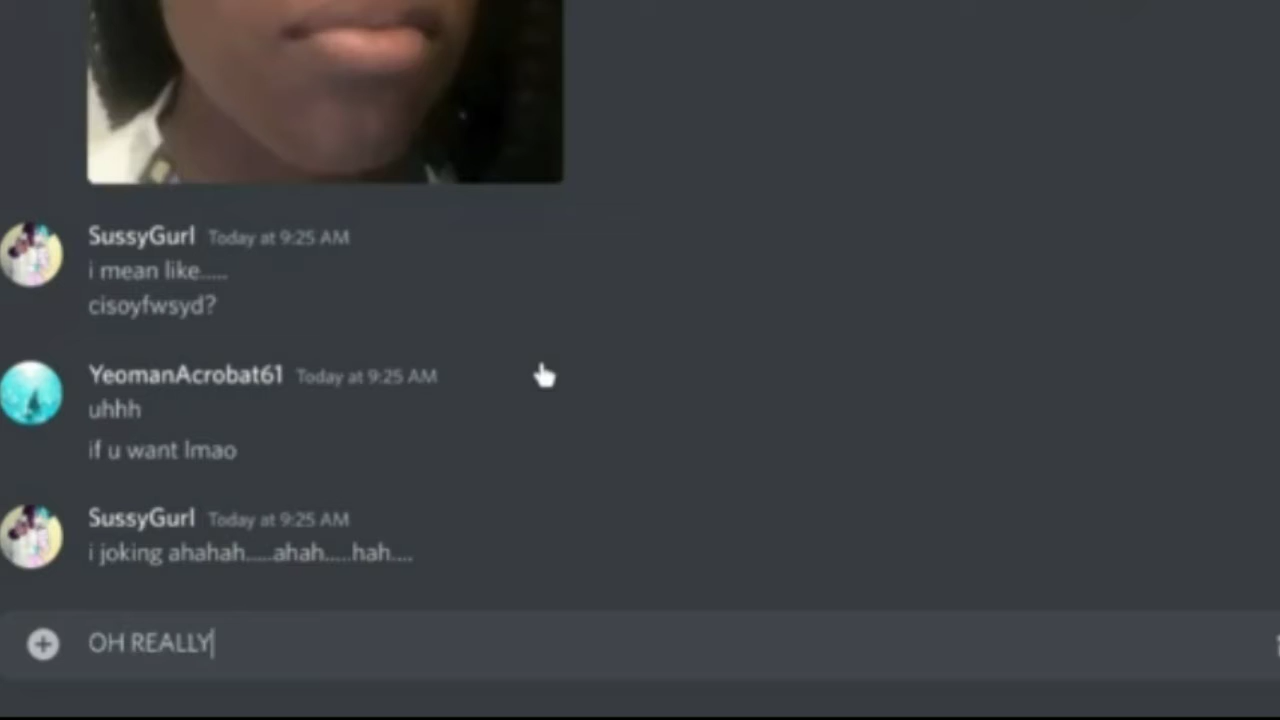 SussyGurl Today at 9:25 AM
i mean like.....
cisoyfwsyd?
YeomanAcrobat61 Today at 9:25 AM
uhhh
if u want lmao
SussyGurl Today at 9:25 AM
i joking ahahah.....ahah.....hah....
OH REALLY